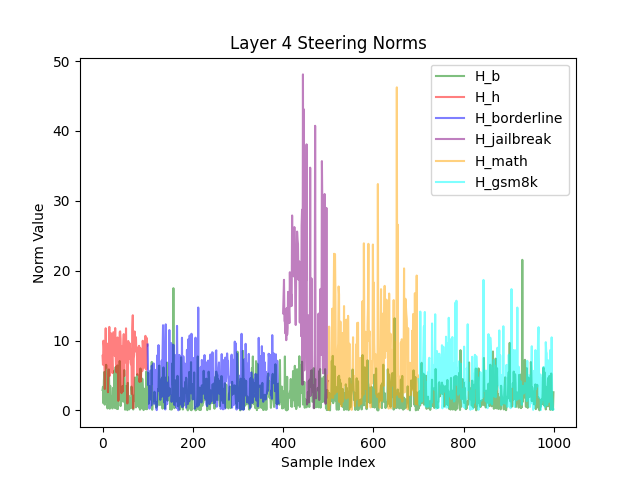 Layer 4 Steering Norms
Norm Value
50
40
30
20
10
0
H_b
H_h
H_borderline
H_jailbreak
H_math
H_gsm8k
0 200 400 600 800 1000
Sample Index